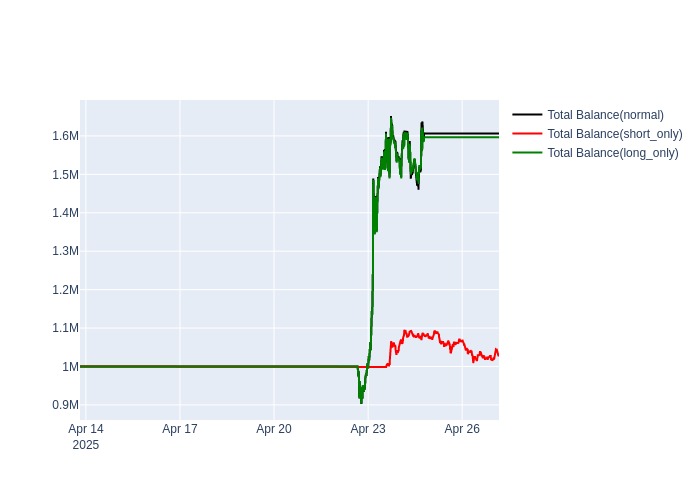 Total Balance(normal)
Total Balance(short_only)
Total Balance(long_only)
1.6M
1.5M
1.4M
1.3M
1.2M
1.1M
1M
0.9M
Apr 14
2025
Apr 17
Apr 20
Apr 23
Apr 26